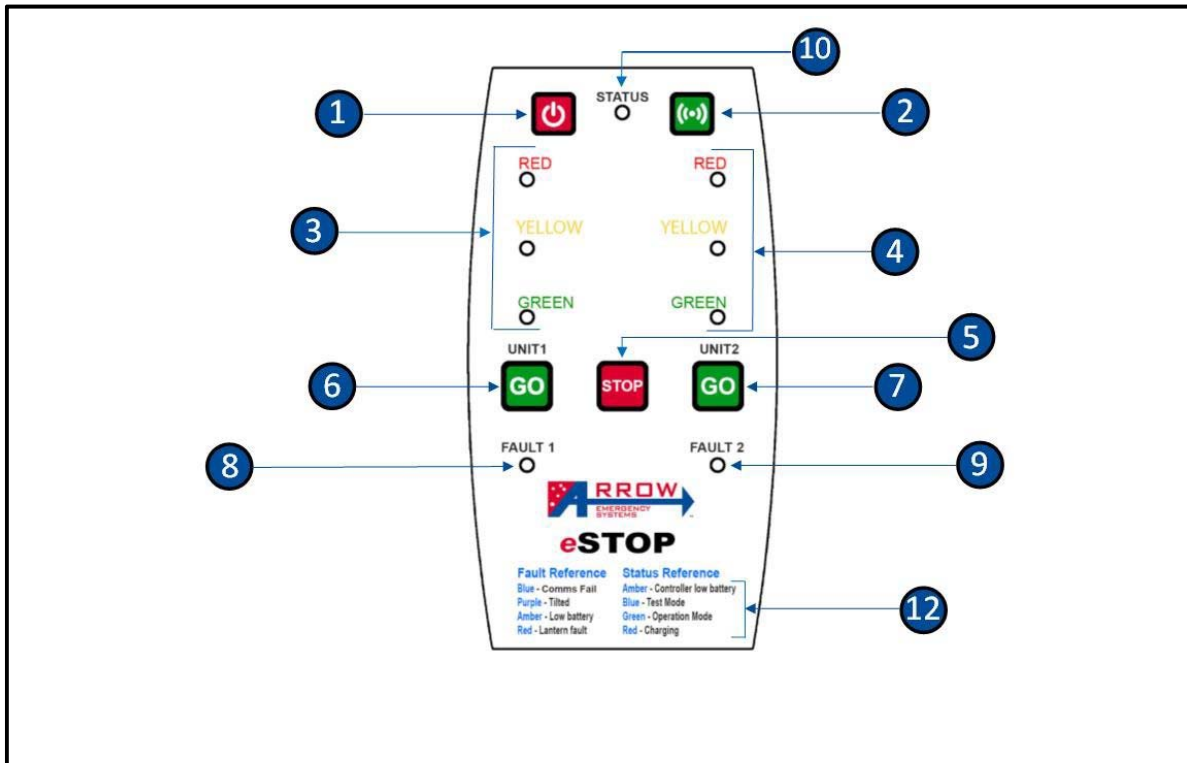 10
1
STATUS
2
RED
RED
3
YELLOW
YELLOW
4
GREEN
GREEN
5
UNIT1
UNIT2
6
GO
STOP
GO
7
FAULT 1
FAULT 2
8
9
ARROW
EMERGENCY
SYSTEMS
eSTOP
Fault Reference
Blue - Comms Fail
Purple - Tilted
Amber - Low battery
Red - Lantern fault
Status Reference
Amber - Controller low battery
Blue - Test Mode
Green - Operation Mode
Red - Charging
12